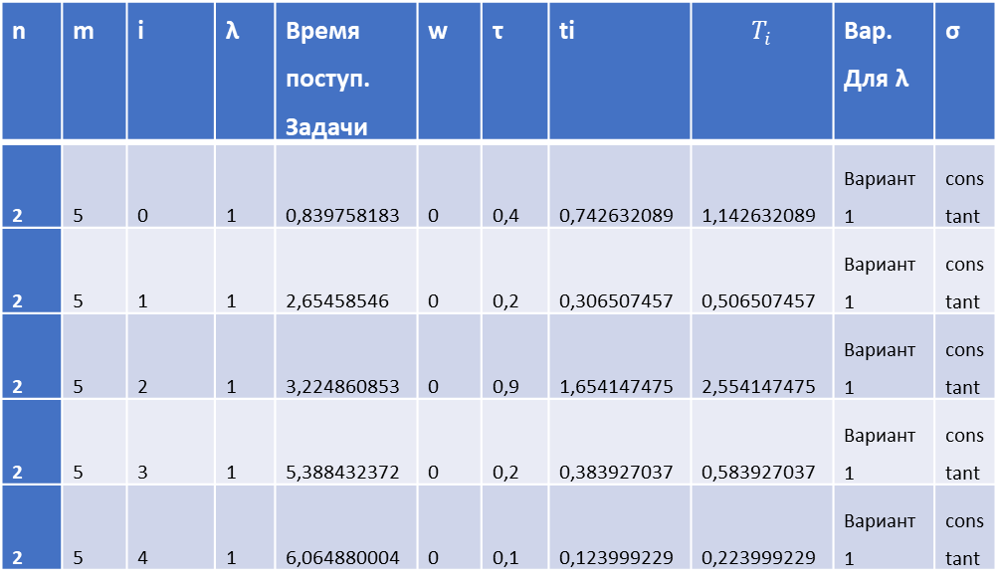 n m i λ Время w τ ti Tᵢ Вар. σ
поступ. Для λ
Задачи
Вариант cons
2 5 0 1 0,839758183 0 0,4 0,742632089 1,142632089 1 tant
Вариант cons
2 5 1 1 2,65458546 0 0,2 0,306507457 0,506507457 1 tant
Вариант cons
2 5 2 1 3,224860853 0 0,9 1,654147475 2,554147475 1 tant
Вариант cons
2 5 3 1 5,388432372 0 0,2 0,383927037 0,583927037 1 tant
Вариант cons
2 5 4 1 6,064880004 0 0,1 0,123999229 0,223999229 1 tant